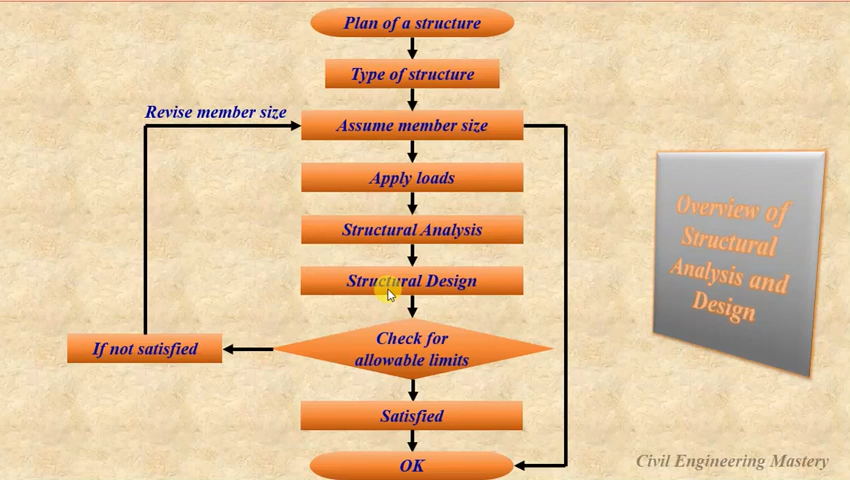 Plan of a structure
Type of structure
Revise member size
Assume member size
Apply loads
Structural Analysis
Structural Design
Check for
allowable limits
If not satisfied
Satisfied
OK
Overview of
Structural
Analysis and
Design
Civil Engineering Mastery